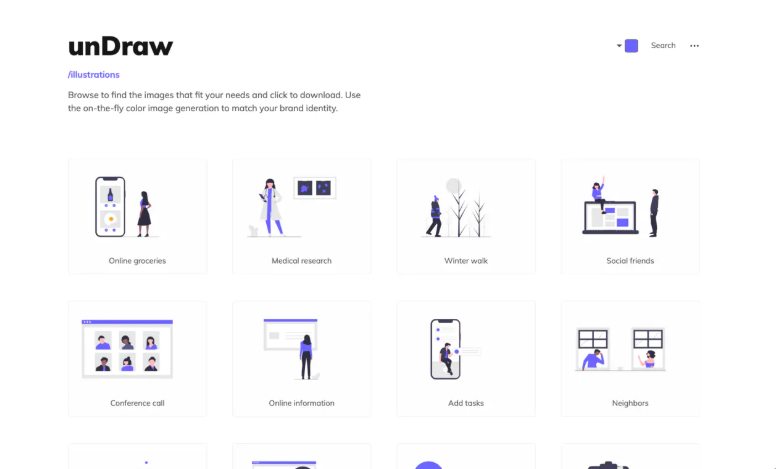 unDraw
Search
/illustrations
Browse to find the images that fit your needs and click to download. Use
the on-the-fly color image generation to match your brand identity.
Online groceries
Medical research
Winter walk
Social friends
Conference call
Online information
Add tasks
Neighbors